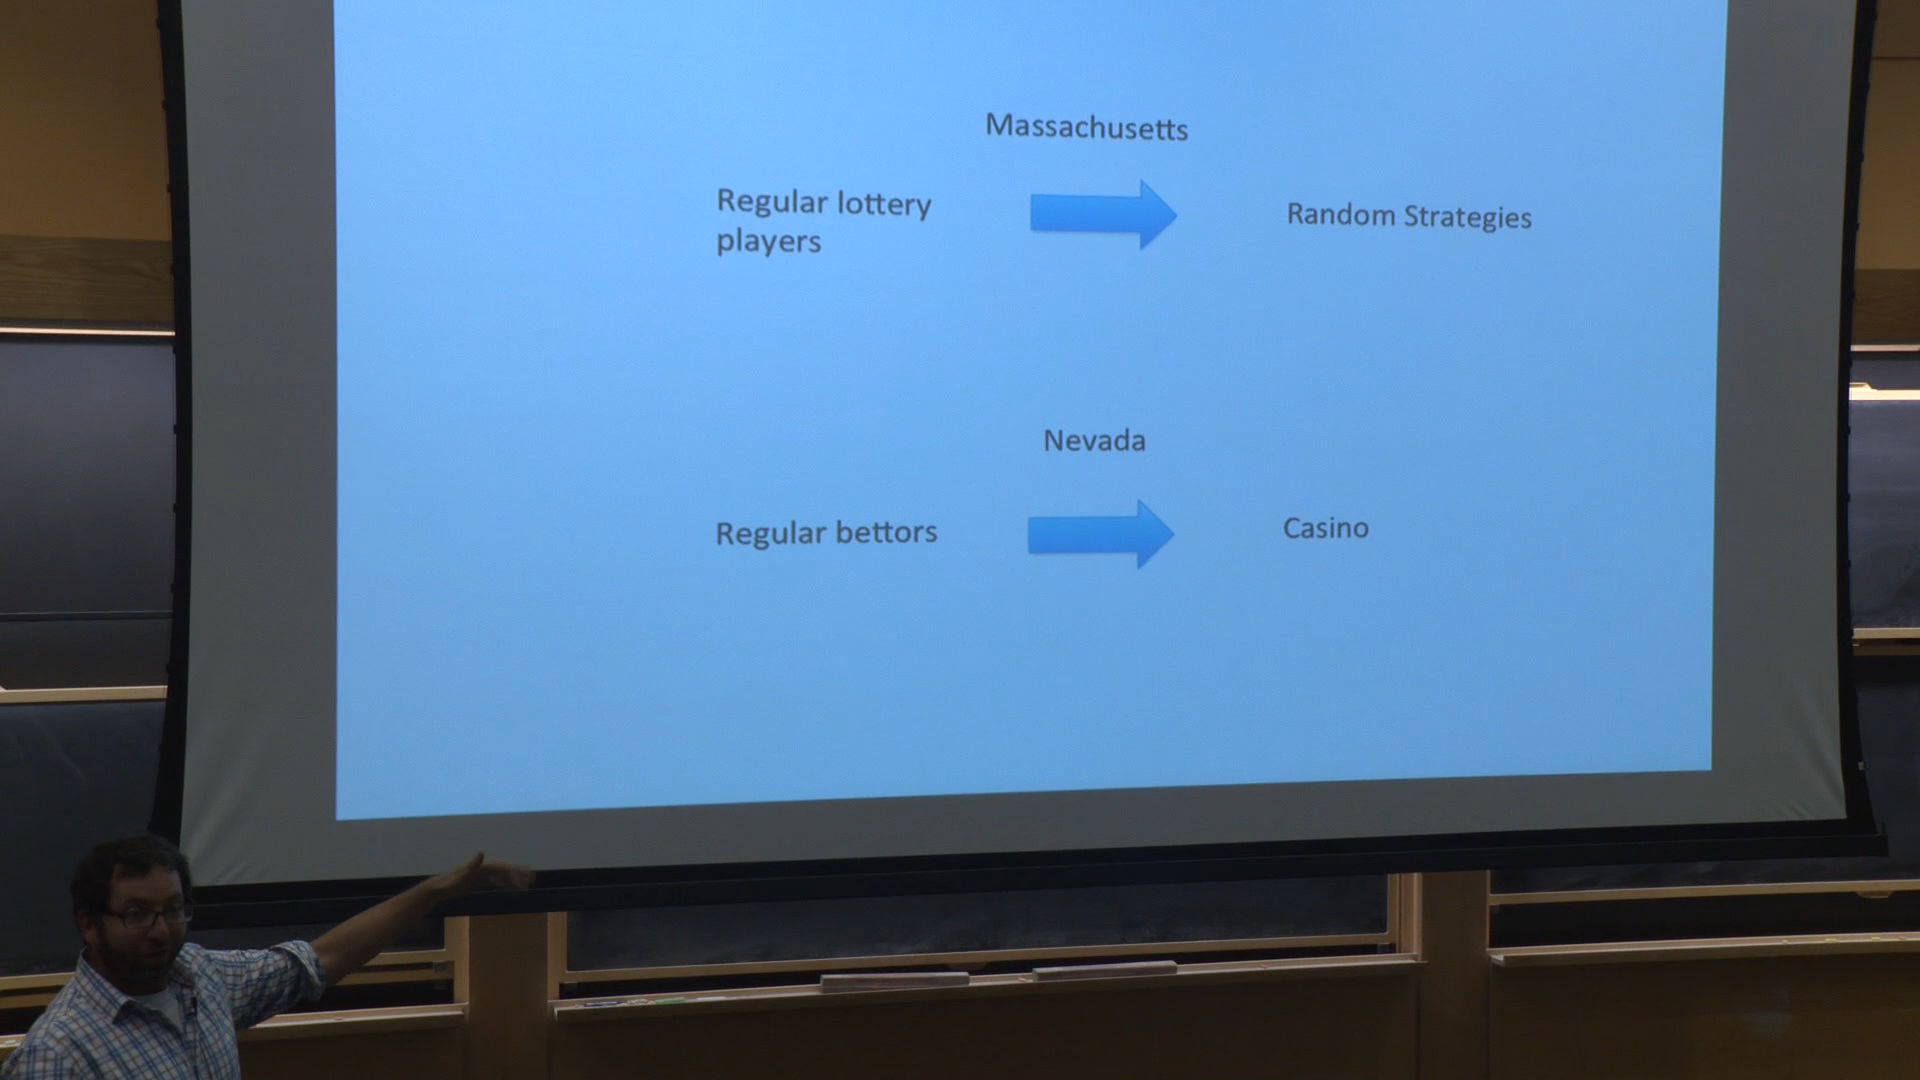 Massachusetts
Regular lottery
players
Random Strategies
Nevada
Regular bettors
Casino